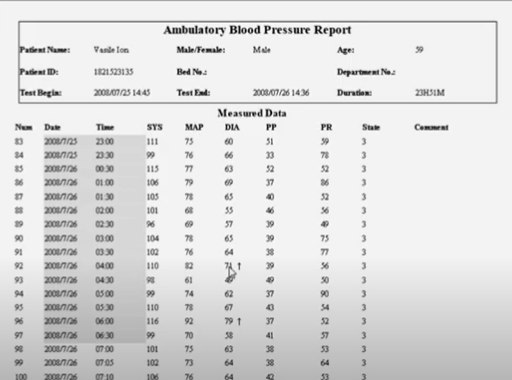 Ambulatory Blood Pressure Report
Patient Name: Vasile Ion Male/Female: Male Age: 59
Patient ID: 1821523135 Bed No.: Department No.:
Test Begin: 2008/07/25 14:45 Test End: 2008/07/26 14:36 Duration: 23H51M
Measured Data
Num Date Time SYS MAP DIA PP PR State Comment
83 2008/7/25 23:00 111 75 60 51 59 3
84 2008/7/25 23:30 99 76 66 33 78 3
85 2008/7/26 00:30 115 77 63 52 52 3
86 2008/7/26 01:00 106 79 69 37 86 3
87 2008/7/26 01:30 105 78 65 40 52 3
88 2008/7/26 02:00 101 68 55 46 56 3
89 2008/7/26 02:30 96 69 57 39 49 3
90 2008/7/26 03:00 104 78 65 39 75 3
91 2008/7/26 03:30 102 76 64 38 77 3
92 2008/7/26 04:00 110 82 71 ↑ 39 56 3
93 2008/7/26 04:30 98 61 49 49 50 3
94 2008/7/26 05:00 99 74 62 37 90 3
95 2008/7/26 05:30 110 78 67 43 54 3
96 2008/7/26 06:00 116 92 79 ↑ 37 52 3
97 2008/7/26 06:30 99 70 58 41 57 3
98 2008/7/26 07:00 101 75 63 38 53 3
99 2008/7/26 07:05 102 73 64 38 64 3
100 2008/7/26 07:10 106 76 64 42 53 3